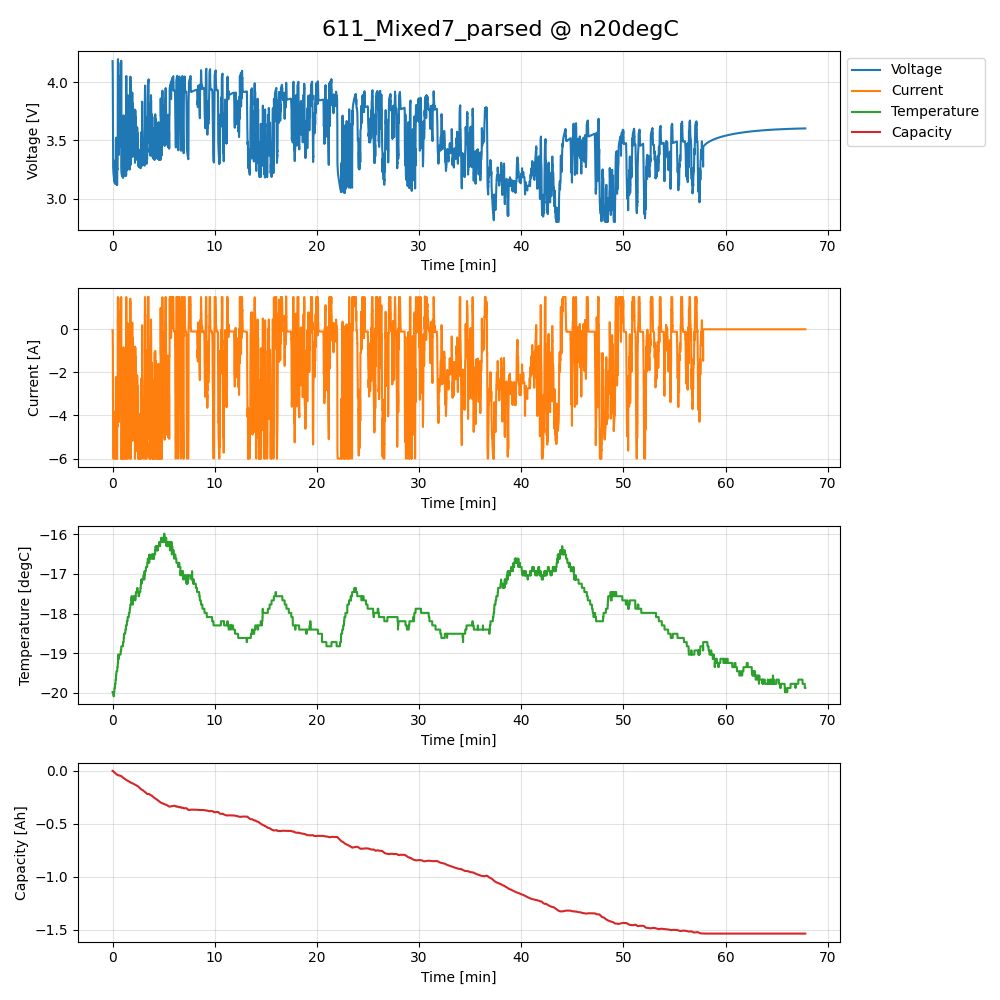 611_Mixed7_parsed @ n20degC
Voltage
Current
Temperature
Capacity
Voltage [V]
4.0
3.5
3.0
0 10 20 30 40 50 60 70
Time [min]
Current [A]
0
−2
−4
−6
0 10 20 30 40 50 60 70
Time [min]
Temperature [degC]
−16
−17
−18
−19
−20
0 10 20 30 40 50 60 70
Time [min]
Capacity [Ah]
0.0
−0.5
−1.0
−1.5
0 10 20 30 40 50 60 70
Time [min]